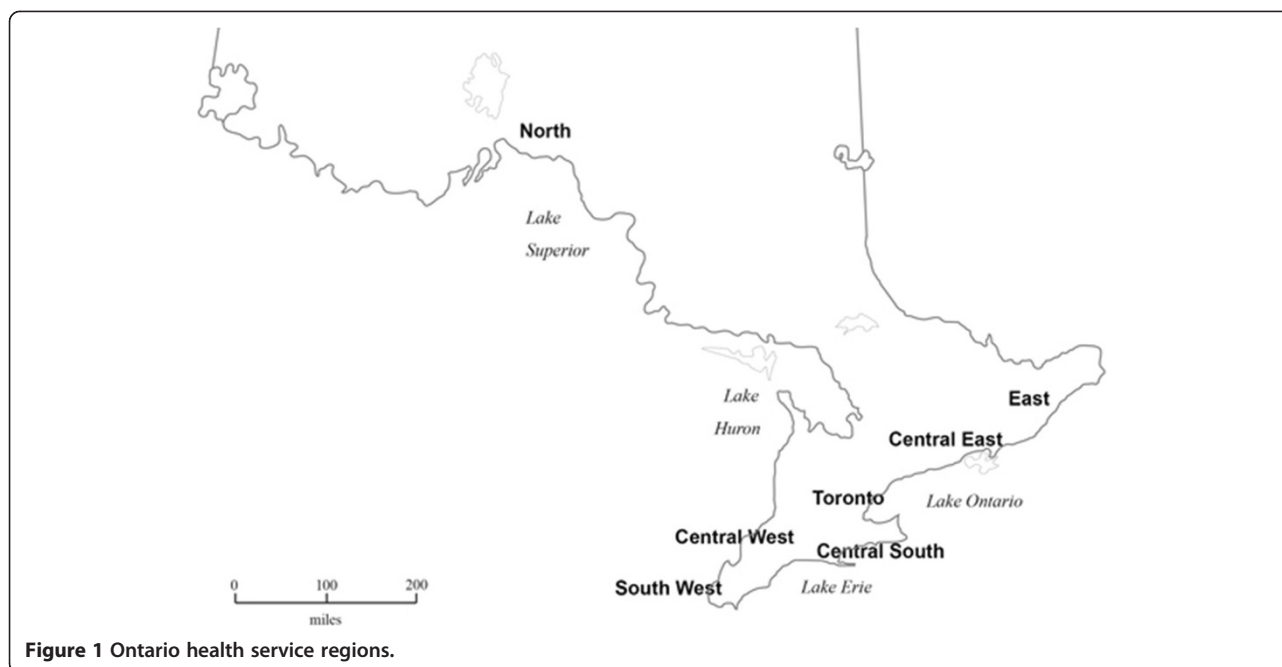 North
Lake
Superior
Lake
Huron
East
Central East
Toronto
Lake Ontario
Central West
Central South
South West
Lake Erie
0 100 200
miles
Figure 1 Ontario health service regions.